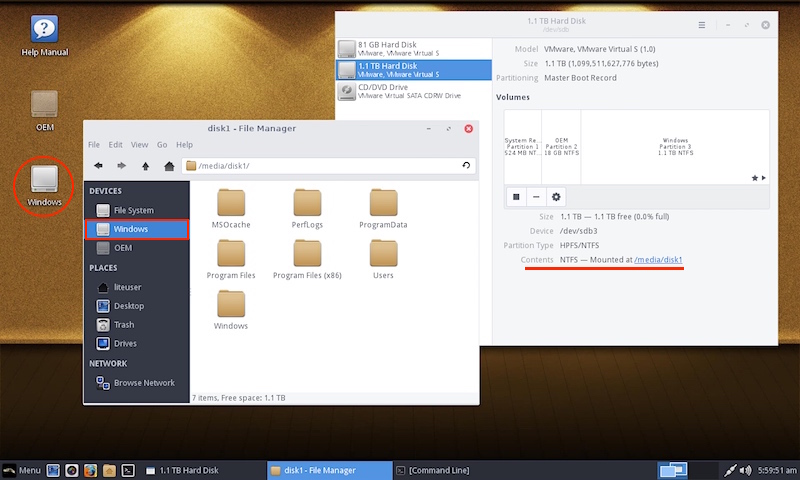 Help Manual
OEM
Windows
1.1 TB Hard Disk
/dev/sdb
81 GB Hard Disk
VMware, VMware Virtual S
1.1 TB Hard Disk
VMware, VMware Virtual S
CD/DVD Drive
VMware Virtual SATA CDRW Drive
Model VMware, VMware Virtual S (1.0)
Size 1.1 TB (1,099,511,627,776 bytes)
Partitioning Master Boot Record
Volumes
System Re...
Partition 1
524 MB NT...
OEM
Partition 2
18 GB NTFS
Windows
Partition 3
1.1 TB NTFS
Size 1.1 TB — 1.1 TB free (0.0% full)
Device /dev/sdb3
Partition Type HPFS/NTFS
Contents NTFS — Mounted at /media/disk1
disk1 - File Manager
File Edit View Go Help
/media/disk1/
DEVICES
File System
Windows
OEM
PLACES
liteuser
Desktop
Trash
Drives
NETWORK
Browse Network
MSOcache PerfLogs ProgramData
Program Files Program Files (x86) Users
Windows
7 items, Free space: 1.1 TB
Menu 1.1 TB Hard Disk disk1 - File Manager [Command Line] 5:59:51 am